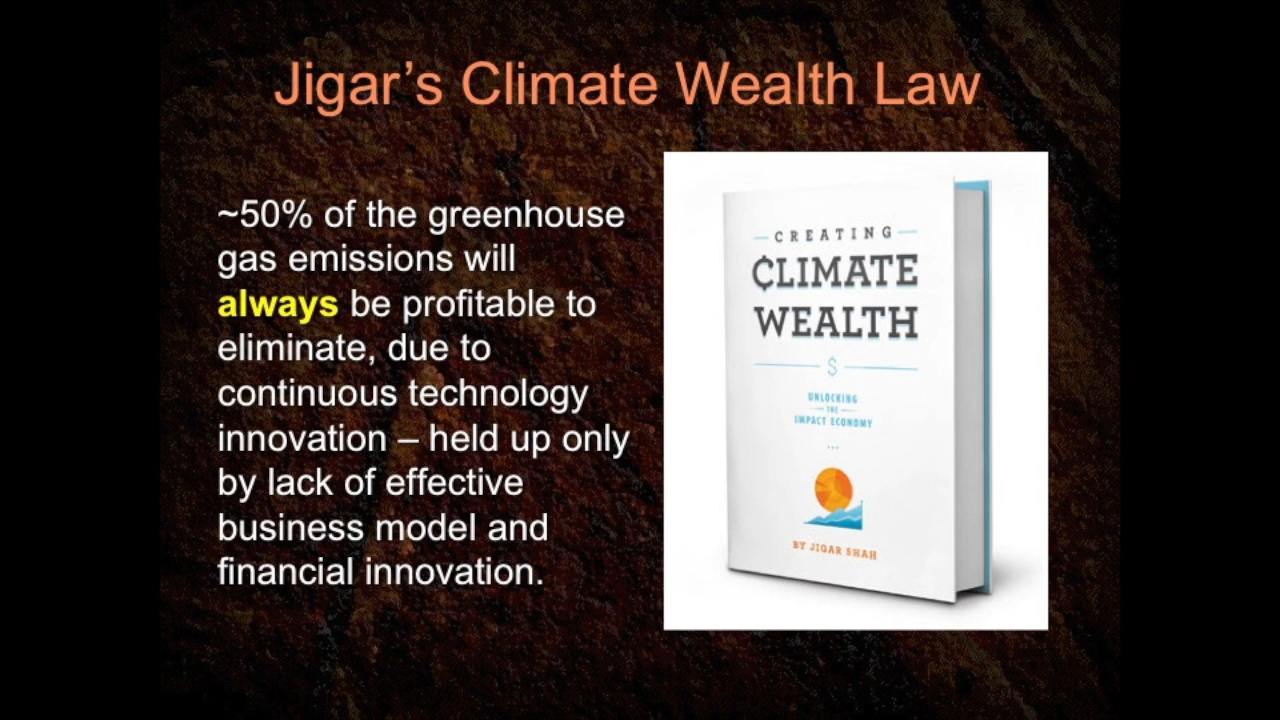 Jigar’s Climate Wealth Law
~50% of the greenhouse
gas emissions will
always be profitable to
eliminate, due to
continuous technology
innovation – held up only
by lack of effective
business model and
financial innovation.
CREATING
CLIMATE
WEALTH
$
UNLOCKING
THE
IMPACT ECONOMY
...
BY JIGAR SHAH